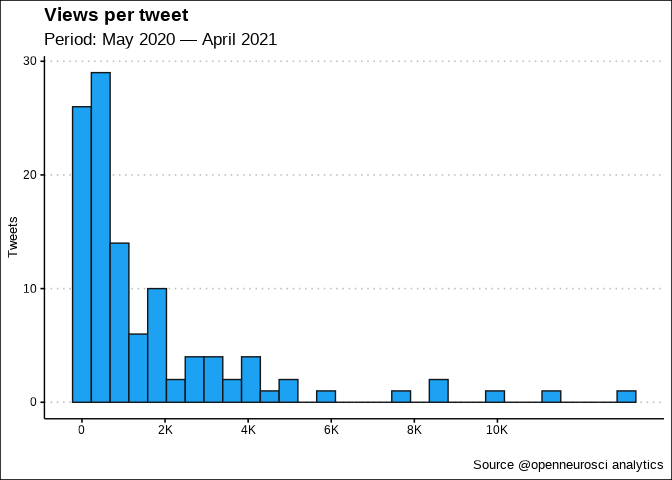 Views per tweet
Period: May 2020 — April 2021
30
20
10
0
Tweets
0 2K 4K 6K 8K 10K
Source @openneurosci analytics